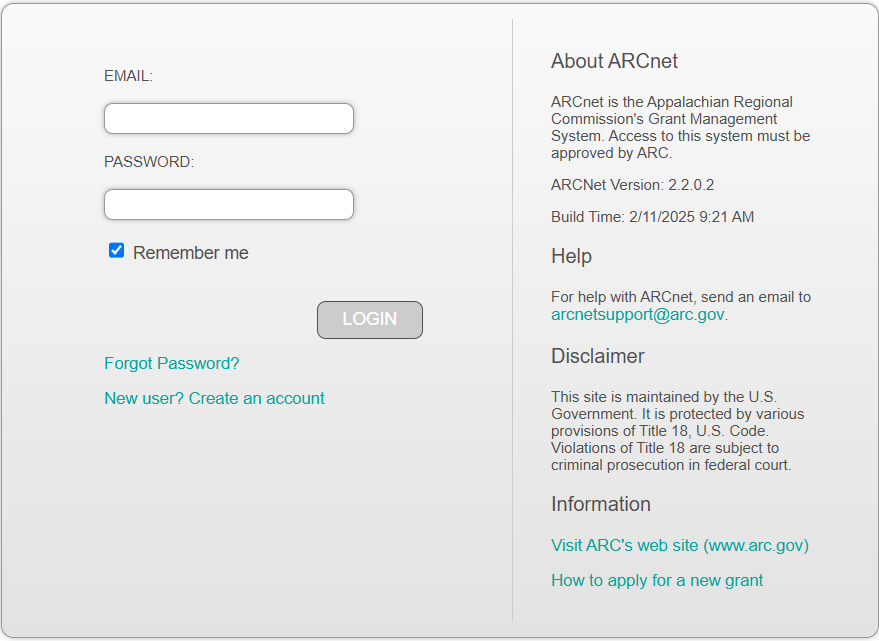 EMAIL:
PASSWORD:
Remember me
LOGIN
Forgot Password?
New user? Create an account
About ARCnet
ARCnet is the Appalachian Regional
Commission's Grant Management
System. Access to this system must be
approved by ARC.
ARCNet Version: 2.2.0.2
Build Time: 2/11/2025 9:21 AM
Help
For help with ARCnet, send an email to
arcnetsupport@arc.gov.
Disclaimer
This site is maintained by the U.S.
Government. It is protected by various
provisions of Title 18, U.S. Code.
Violations of Title 18 are subject to
criminal prosecution in federal court.
Information
Visit ARC's web site (www.arc.gov)
How to apply for a new grant